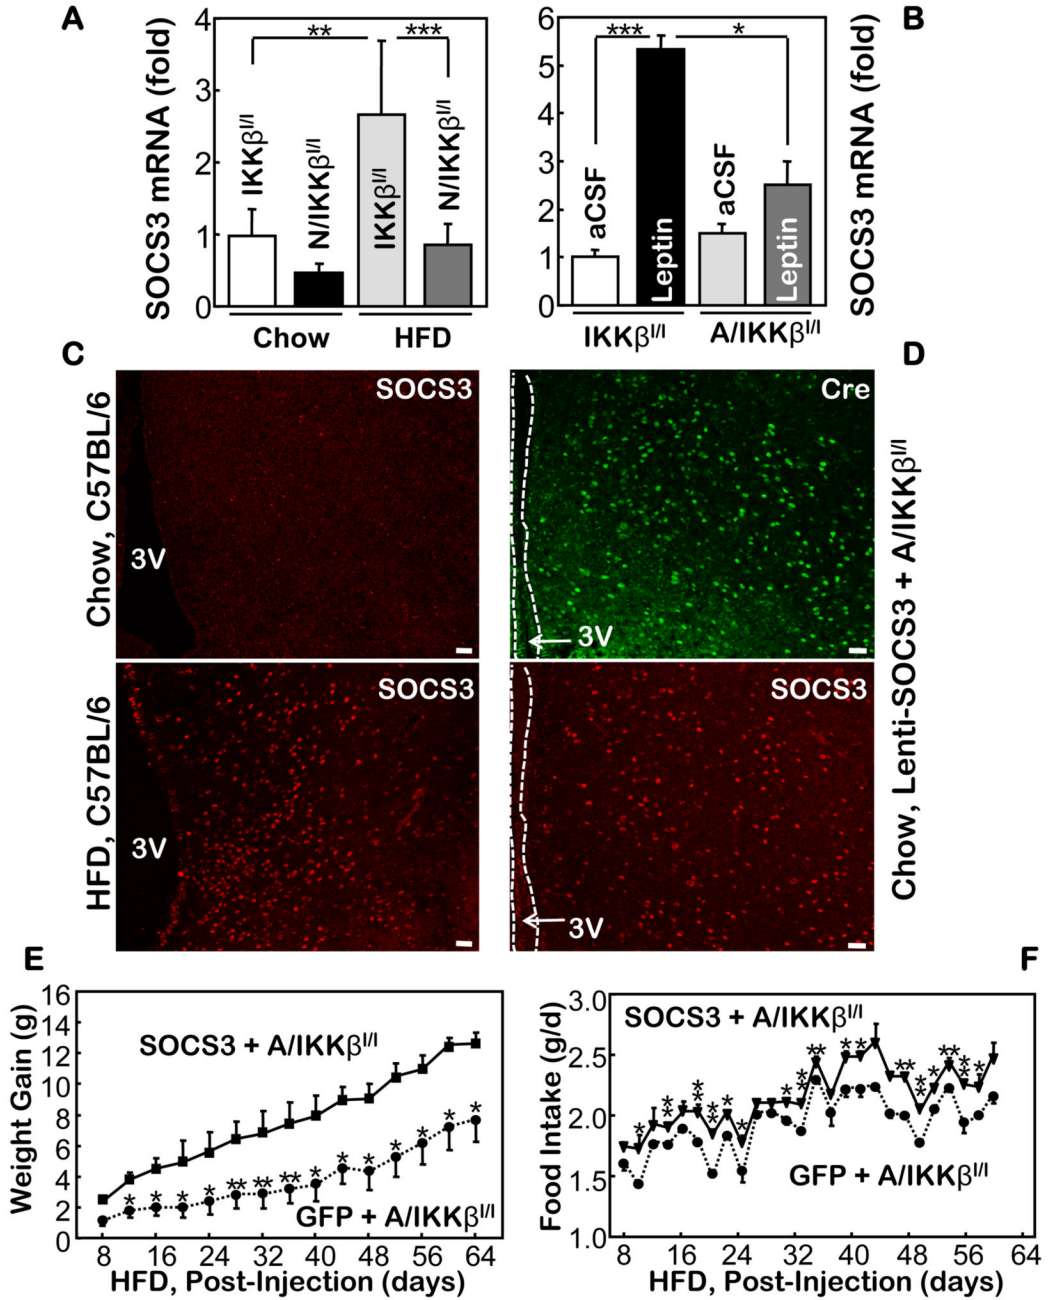 A
SOCS3 mRNA (fold)
4
3
2
1
0
**
***
IKKβˡ/ˡ
N/IKKβˡ/ˡ
IKKβˡ/ˡ
N/IKKβˡ/ˡ
Chow
HFD
B
SOCS3 mRNA (fold)
6
5
4
3
2
1
0
***
*
aCSF
Leptin
aCSF
Leptin
IKKβˡ/ˡ
A/IKKβˡ/ˡ
C
Chow, C57BL/6
SOCS3
3V
HFD, C57BL/6
SOCS3
3V
D
Chow, Lenti-SOCS3 + A/IKKβˡ/ˡ
Cre
3V
SOCS3
3V
E
Weight Gain (g)
16
14
12
10
8
6
4
2
0
SOCS3 + A/IKKβˡ/ˡ
* * * * ** ** ** * * * * * * *
GFP + A/IKKβˡ/ˡ
8 16 24 32 40 48 56 64
HFD, Post-Injection (days)
F
Food Intake (g/d)
3.0
2.5
2.0
1.5
1.0
SOCS3 + A/IKKβˡ/ˡ
GFP + A/IKKβˡ/ˡ
8 16 24 32 40 48 56 64
HFD, Post-Injection (days)